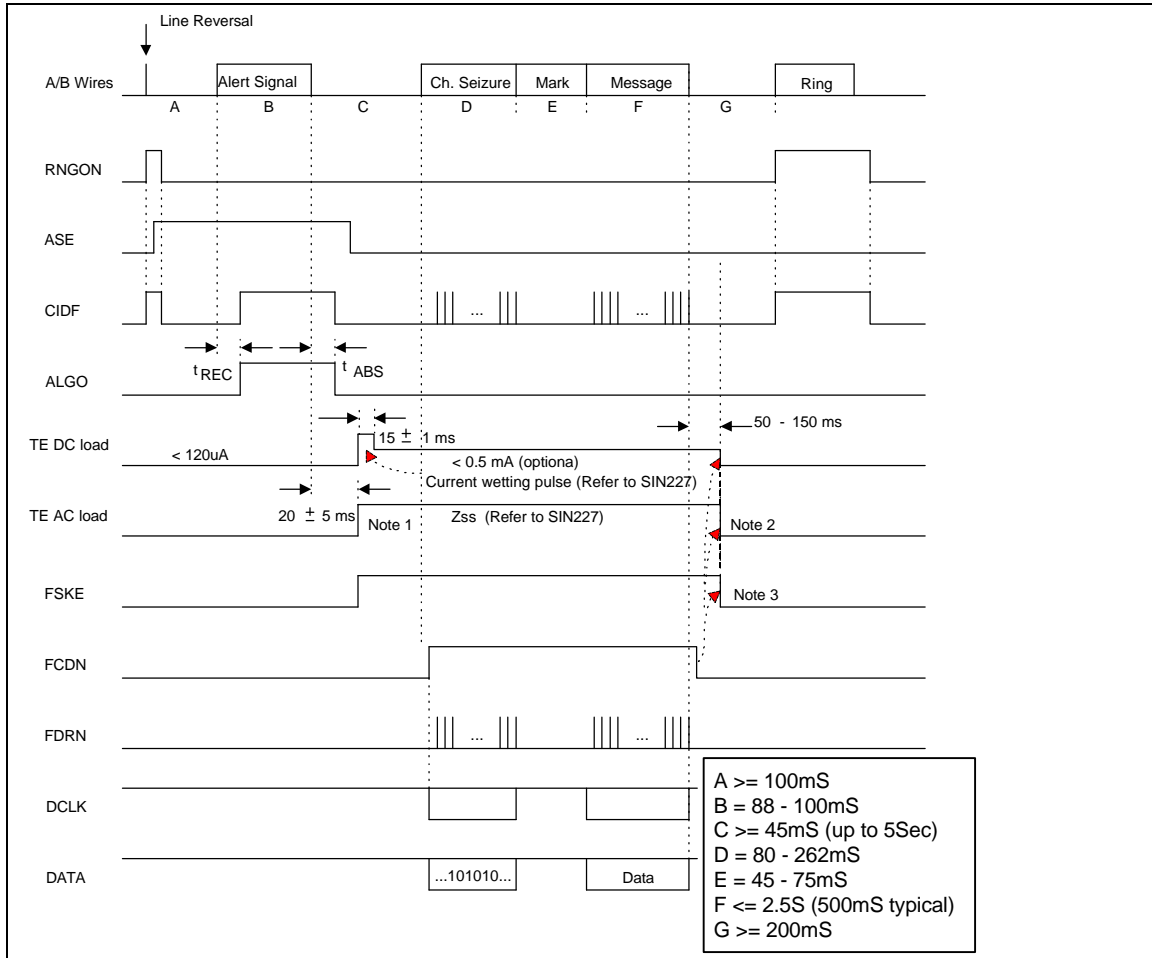 Line Reversal
A/B Wires
Alert Signal
Ch. Seizure
Mark
Message
Ring
A
B
C
D
E
F
G
RNGON
ASE
CIDF
...
...
tREC
tABS
ALGO
50 - 150 ms
15 ± 1 ms
TE DC load
< 120uA
< 0.5 mA (optiona)
Current wetting pulse (Refer to SIN227)
20 ± 5 ms
TE AC load
Note 1
Zss (Refer to SIN227)
Note 2
FSKE
Note 3
FCDN
FDRN
...
...
DCLK
DATA
...101010...
Data
A >= 100mS
B = 88 - 100mS
C >= 45mS (up to 5Sec)
D = 80 - 262mS
E = 45 - 75mS
F <= 2.5S (500mS typical)
G >= 200mS